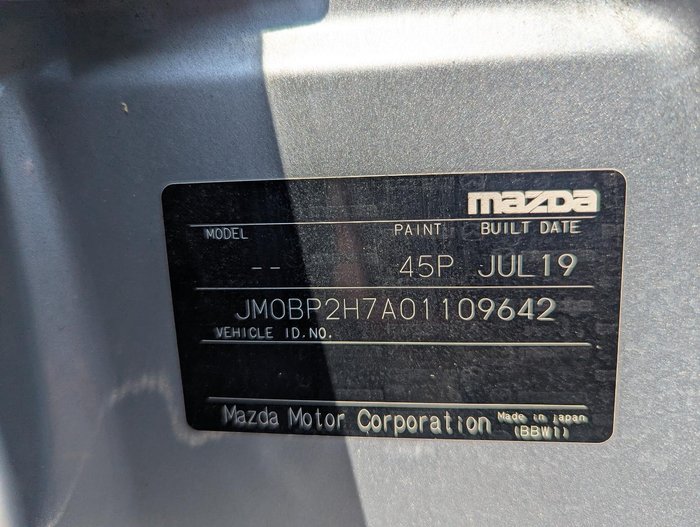 mazda
MODEL PAINT BUILT DATE
-- 45P JUL19
JM0BP2H7A01109642
VEHICLE ID.NO.
Mazda Motor Corporation Made in japan
(BBW1)